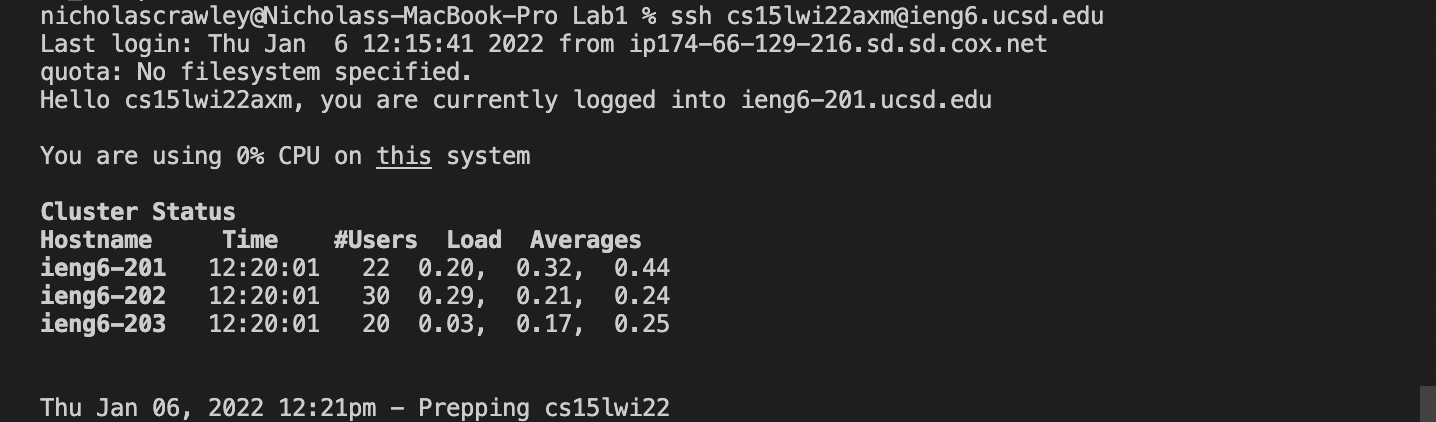 nicholascrawley@Nicholass-MacBook-Pro Lab1 % ssh cs15lwi22axm@ieng6.ucsd.edu
Last login: Thu Jan  6 12:15:41 2022 from ip174-66-129-216.sd.sd.cox.net
quota: No filesystem specified.
Hello cs15lwi22axm, you are currently logged into ieng6-201.ucsd.edu
You are using 0% CPU on this system
Cluster Status
Hostname     Time    #Users  Load  Averages
ieng6-201   12:20:01   22  0.20,  0.32,  0.44
ieng6-202   12:20:01   30  0.29,  0.21,  0.24
ieng6-203   12:20:01   20  0.03,  0.17,  0.25
Thu Jan 06, 2022 12:21pm - Prepping cs15lwi22